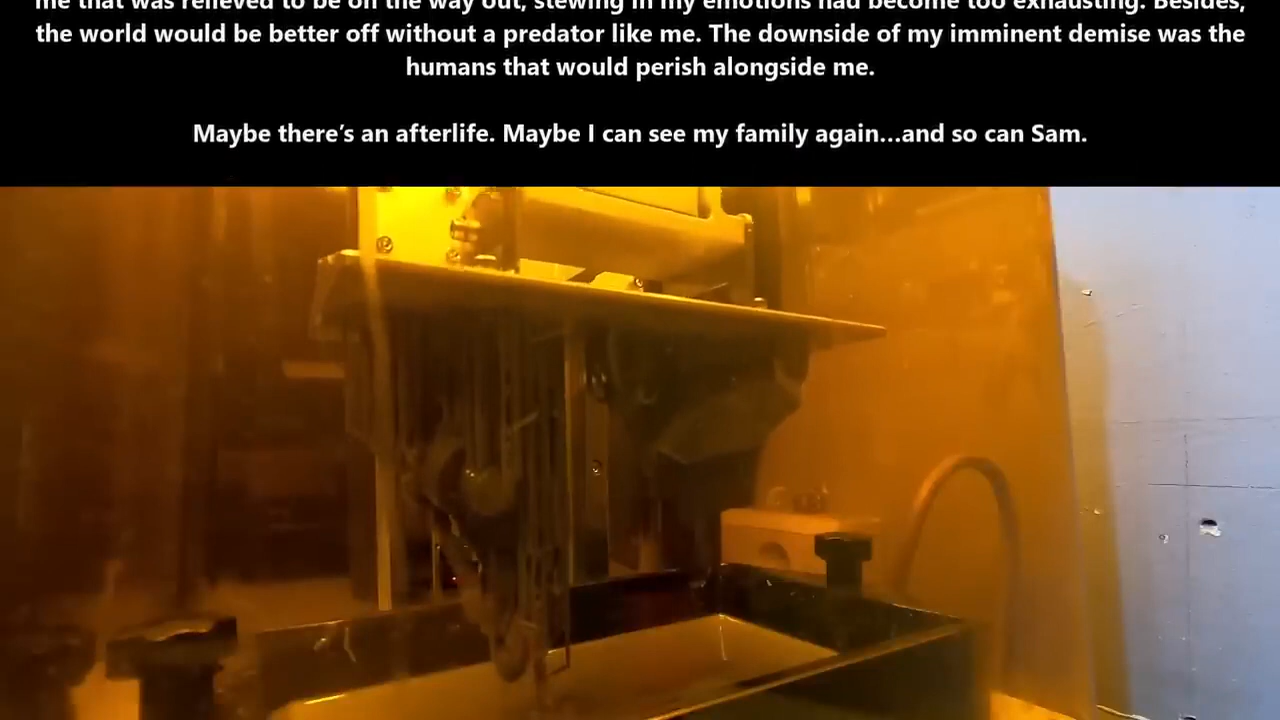 me that was relieved to be on the way out, stewing in my emotions had become too exhausting. Besides,
the world would be better off without a predator like me. The downside of my imminent demise was the
humans that would perish alongside me.
Maybe there’s an afterlife. Maybe I can see my family again…and so can Sam.